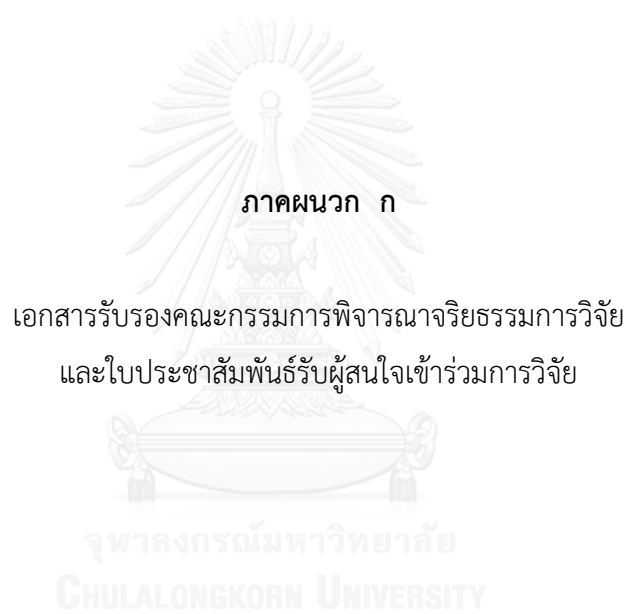 ภาคผนวก ก
เอกสารรับรองคณะกรรมการพิจารณาจริยธรรมการวิจัย
และใบประชาสัมพันธ์รับผู้สนใจเข้าร่วมการวิจัย
จุฬาลงกรณ์มหาวิทยาลัย
CHULALONGKORN UNIVERSITY